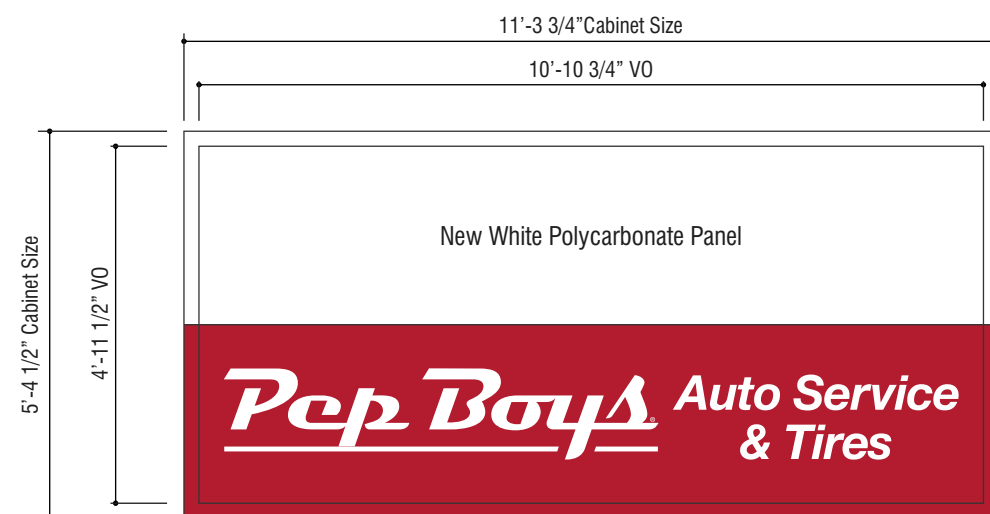 11’-3 3/4”Cabinet Size
10’-10 3/4” VO
5’-4 1/2” Cabinet Size
4’-11 1/2” VO
New White Polycarbonate Panel
Pep Boys®
Auto Service
& Tires